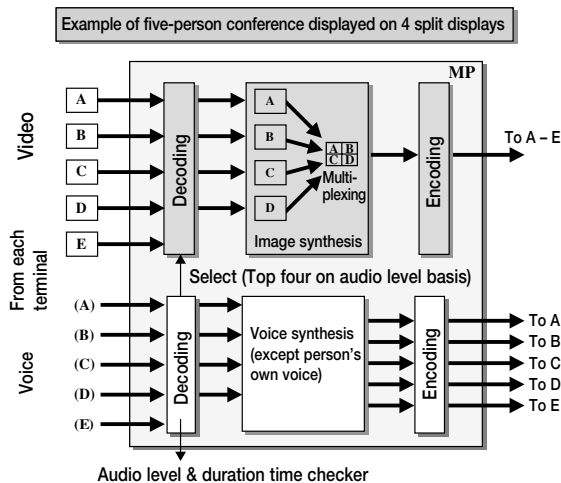 Example of five-person conference displayed on 4 split displays
MP
Video
From each
terminal
Voice
A
B
C
D
E
Decoding
A
B
C
D
A B
C D
Multi-
plexing
Image synthesis
Encoding
To A – E
Select (Top four on audio level basis)
(A)
(B)
(C)
(D)
(E)
Decoding
Voice synthesis
(except person's
own voice)
Encoding
To A
To B
To C
To D
To E
Audio level & duration time checker